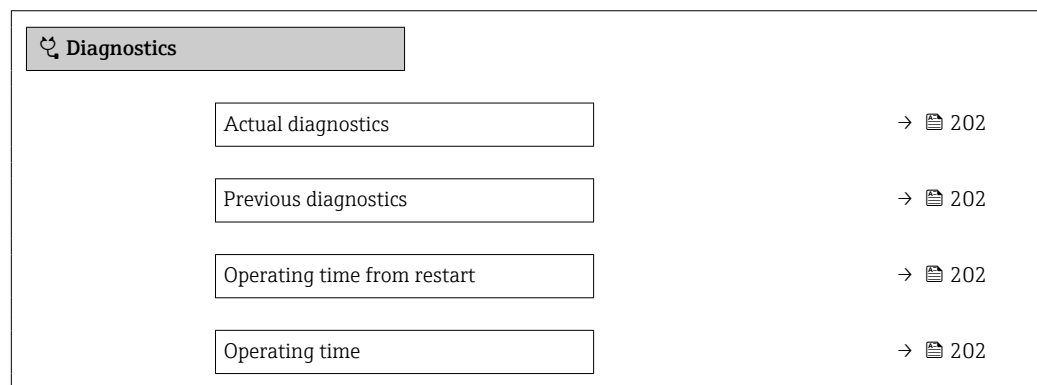 Diagnostics
Actual diagnostics → 202
Previous diagnostics → 202
Operating time from restart → 202
Operating time → 202